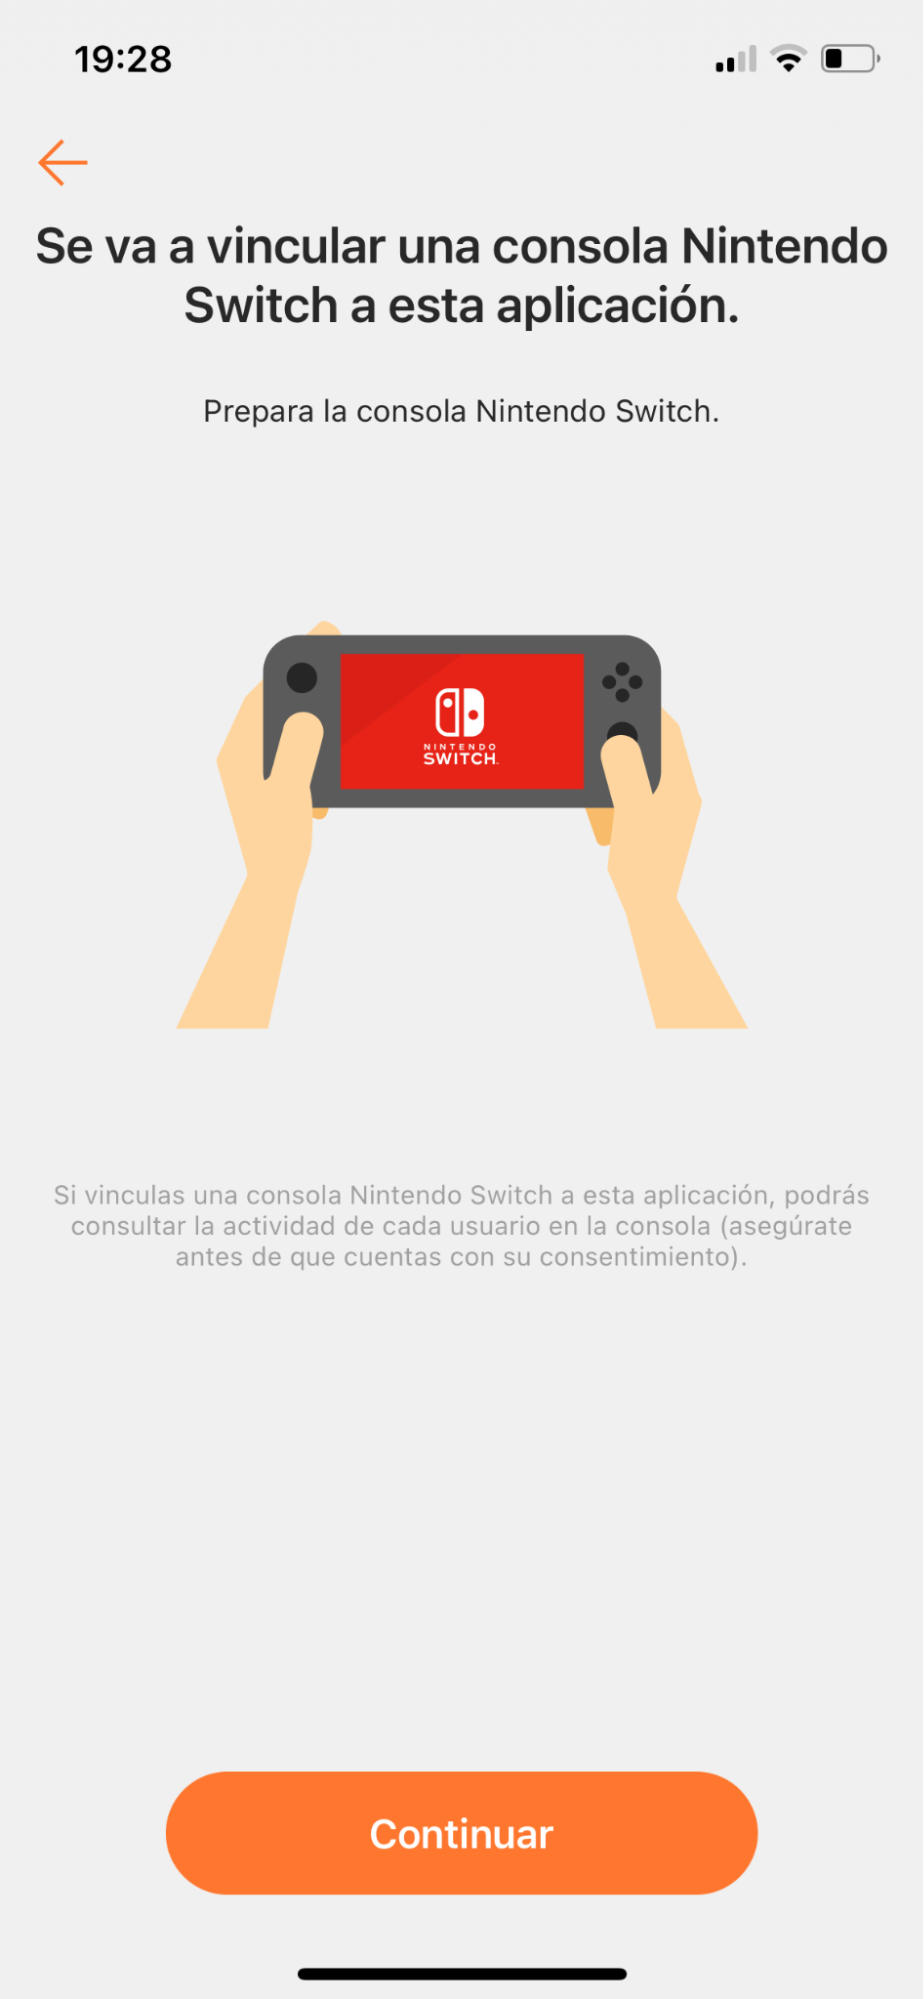 19:28
Se va a vincular una consola Nintendo
Switch a esta aplicación.
Prepara la consola Nintendo Switch.
NINTENDO
SWITCH
Si vinculas una consola Nintendo Switch a esta aplicación, podrás
consultar la actividad de cada usuario en la consola (asegúrate
antes de que cuentas con su consentimiento).
Continuar